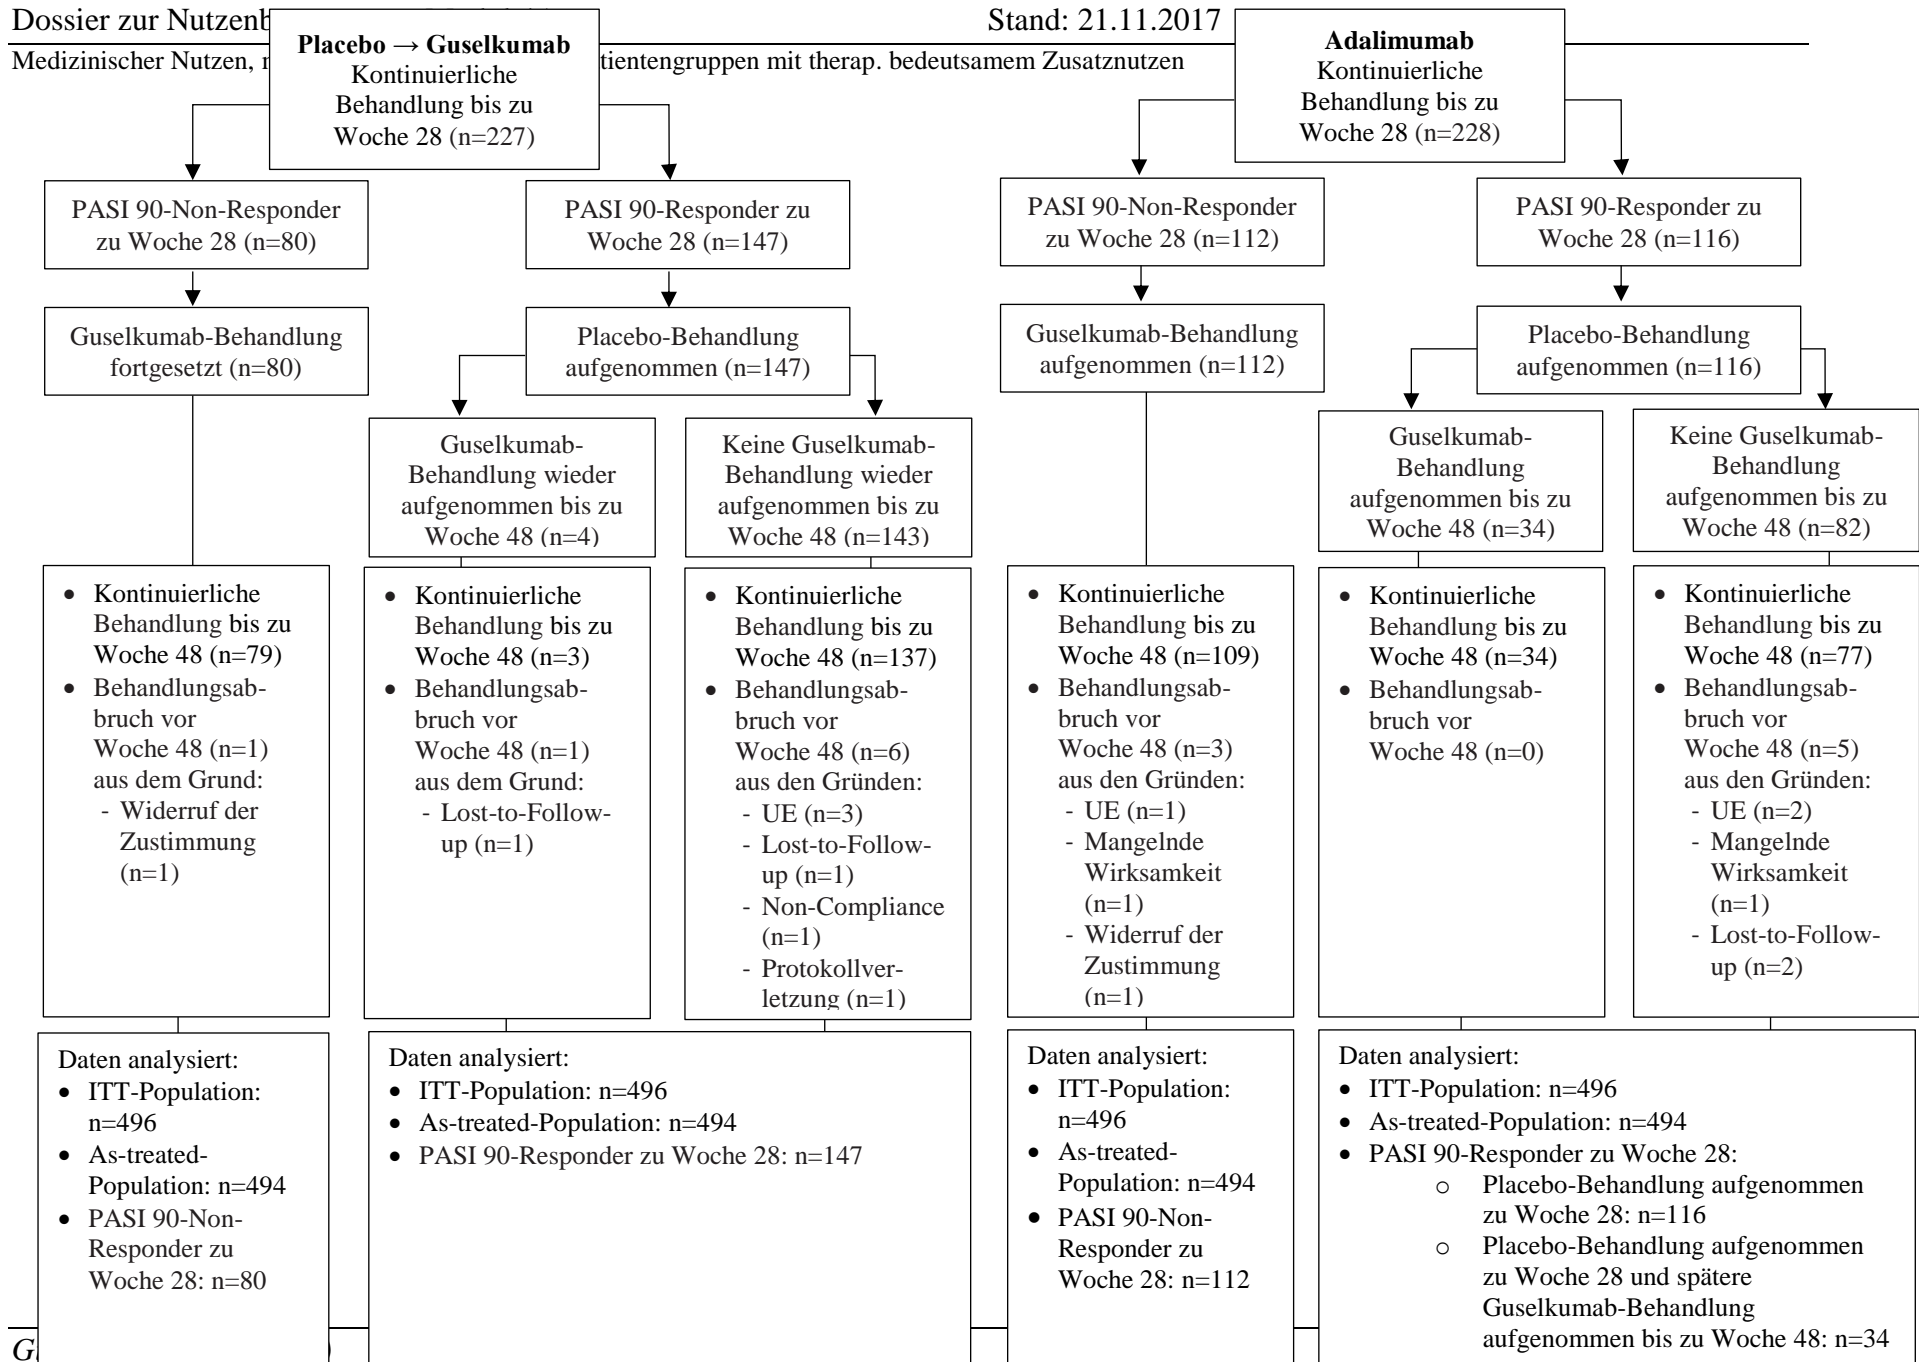 Dossier zur Nutzenb
Stand: 21.11.2017
Medizinischer Nutzen,
tientengruppen mit therap. bedeutsamem Zusatznutzen
Placebo → Guselkumab
Kontinuierliche
Behandlung bis zu
Woche 28 (n=227)
Adalimumab
Kontinuierliche
Behandlung bis zu
Woche 28 (n=228)
PASI 90-Non-Responder
zu Woche 28 (n=80)
PASI 90-Responder zu
Woche 28 (n=147)
PASI 90-Non-Responder
zu Woche 28 (n=112)
PASI 90-Responder zu
Woche 28 (n=116)
Guselkumab-Behandlung
fortgesetzt (n=80)
Placebo-Behandlung
aufgenommen (n=147)
Guselkumab-Behandlung
aufgenommen (n=112)
Placebo-Behandlung
aufgenommen (n=116)
Guselkumab-
Behandlung wieder
aufgenommen bis zu
Woche 48 (n=4)
Keine Guselkumab-
Behandlung wieder
aufgenommen bis zu
Woche 48 (n=143)
Guselkumab-
Behandlung
aufgenommen bis zu
Woche 48 (n=34)
Keine Guselkumab-
Behandlung
aufgenommen bis zu
Woche 48 (n=82)
• Kontinuierliche
Behandlung bis zu
Woche 48 (n=79)
• Behandlungsab-
bruch vor
Woche 48 (n=1)
aus dem Grund:
- Widerruf der
Zustimmung
(n=1)
• Kontinuierliche
Behandlung bis zu
Woche 48 (n=3)
• Behandlungsab-
bruch vor
Woche 48 (n=1)
aus dem Grund:
- Lost-to-Follow-
up (n=1)
• Kontinuierliche
Behandlung bis zu
Woche 48 (n=137)
• Behandlungsab-
bruch vor
Woche 48 (n=6)
aus den Gründen:
- UE (n=3)
- Lost-to-Follow-
up (n=1)
- Non-Compliance
(n=1)
- Protokollver-
letzung (n=1)
• Kontinuierliche
Behandlung bis zu
Woche 48 (n=109)
• Behandlungsab-
bruch vor
Woche 48 (n=3)
aus den Gründen:
- UE (n=1)
- Mangelnde
Wirksamkeit
(n=1)
- Widerruf der
Zustimmung
(n=1)
• Kontinuierliche
Behandlung bis zu
Woche 48 (n=34)
• Behandlungsab-
bruch vor
Woche 48 (n=0)
• Kontinuierliche
Behandlung bis zu
Woche 48 (n=77)
• Behandlungsab-
bruch vor
Woche 48 (n=5)
aus den Gründen:
- UE (n=2)
- Mangelnde
Wirksamkeit
(n=1)
- Lost-to-Follow-
up (n=2)
Daten analysiert:
• ITT-Population:
n=496
• As-treated-
Population: n=494
• PASI 90-Non-
Responder zu
Woche 28: n=80
Daten analysiert:
• ITT-Population: n=496
• As-treated-Population: n=494
• PASI 90-Responder zu Woche 28: n=147
Daten analysiert:
• ITT-Population:
n=496
• As-treated-
Population: n=494
• PASI 90-Non-
Responder zu
Woche 28: n=112
Daten analysiert:
• ITT-Population: n=496
• As-treated-Population: n=494
• PASI 90-Responder zu Woche 28:
o Placebo-Behandlung aufgenommen
zu Woche 28: n=116
o Placebo-Behandlung aufgenommen
zu Woche 28 und spätere
Guselkumab-Behandlung
aufgenommen bis zu Woche 48: n=34